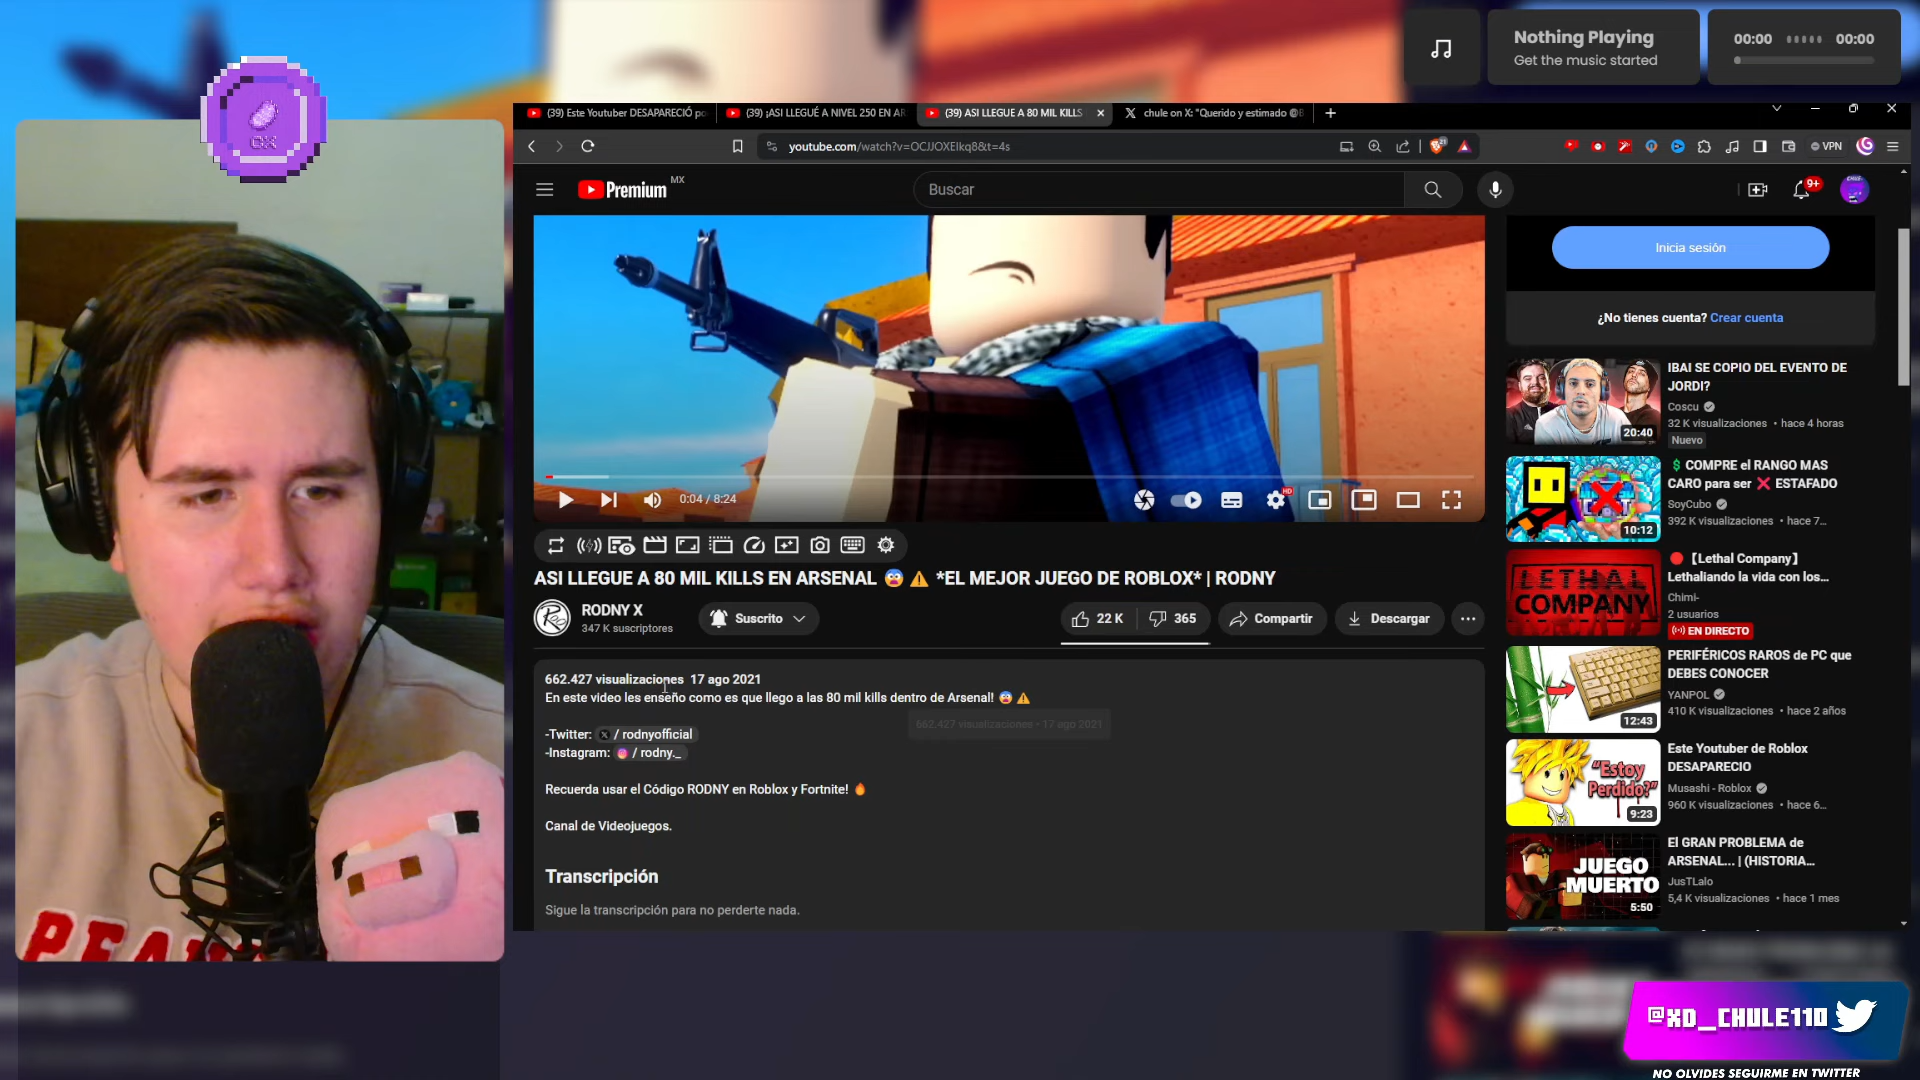 CX
PEANU
Nothing Playing
Get the music started
00:00
00:00
(39) Este Youtuber DESAPARECIÓ po
(39) ¡ASI LLEGUÉ A NIVEL 250 EN AR
(39) ASI LLEGUE A 80 MIL KILLS
chule on X: "Querido y estimado @
youtube.com/watch?v=OCJJOXEIkq8&t=4s
21
VPN
Premium MX
Buscar
9+
0:04 / 8:24
HD
ASI LLEGUE A 80 MIL KILLS EN ARSENAL 😨 ⚠️ *EL MEJOR JUEGO DE ROBLOX* | RODNY
RODNY X
347 K suscriptores
Suscrito
22 K
365
Compartir
Descargar
662.427 visualizaciones 17 ago 2021
En este video les enseño como es que llego a las 80 mil kills dentro de Arsenal! 😨 ⚠️
662.427 visualizaciones • 17 ago 2021
-Twitter: / rodnyofficial
-Instagram: / rodny._
Recuerda usar el Código RODNY en Roblox y Fortnite! 🔥
Canal de Videojuegos.
Transcripción
Sigue la transcripción para no perderte nada.
Inicia sesión
¿No tienes cuenta? Crear cuenta
20:40
IBAI SE COPIO DEL EVENTO DE
JORDI?
Coscu
32 K visualizaciones • hace 4 horas
Nuevo
10:12
💲 COMPRE el RANGO MAS
CARO para ser ❌ ESTAFADO
SoyCubo
392 K visualizaciones • hace 7...
LETHAL
COMPANY
🔴【Lethal Company】
Lethaliando la vida con los...
Chimi-
2 usuarios
EN DIRECTO
12:43
PERIFÉRICOS RAROS de PC que
DEBES CONOCER
YANPOL
410 K visualizaciones • hace 2 años
"Estoy
Perdido?"
9:23
Este Youtuber de Roblox
DESAPARECIO
Musashi - Roblox
960 K visualizaciones • hace 6...
JUEGO
MUERTO
5:50
El GRAN PROBLEMA de
ARSENAL... | (HISTORIA...
JusTLalo
5,4 K visualizaciones • hace 1 mes
@XD_CHULE110
NO OLVIDES SEGUIRME EN TWITTER